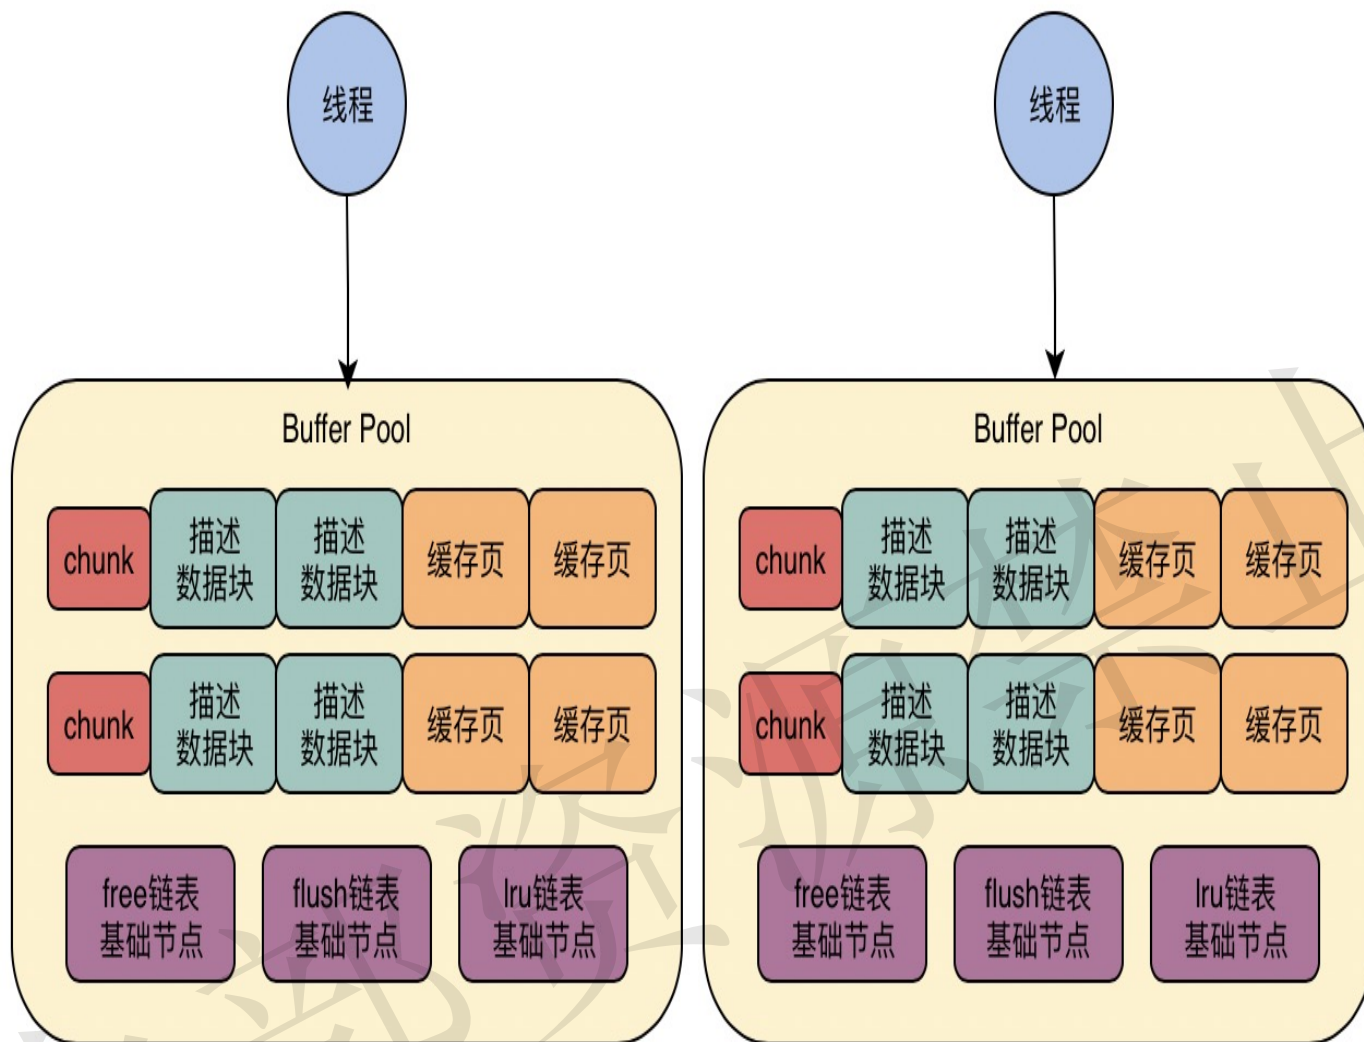 线程
线程
Buffer Pool
Buffer Pool
chunk
描述
数据块
描述
数据块
缓存页
缓存页
chunk
描述
数据块
描述
数据块
缓存页
缓存页
chunk
描述
数据块
描述
数据块
缓存页
缓存页
chunk
描述
数据块
描述
数据块
缓存页
缓存页
free链表
基础节点
flush链表
基础节点
lru链表
基础节点
free链表
基础节点
flush链表
基础节点
lru链表
基础节点
部资源禁止